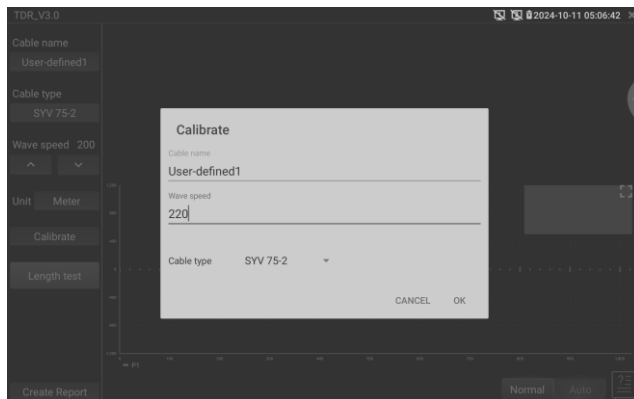 TDR_V3.0
2024-10-11 05:06:42
Cable name
User-defined1
Cable type
SYV 75-2
Wave speed 200
Unit Meter
Calibrate
Length test
Create Report
Calibrate
Cable name
User-defined1
Wave speed
220
Cable type SYV 75-2
CANCEL OK
Normal Auto